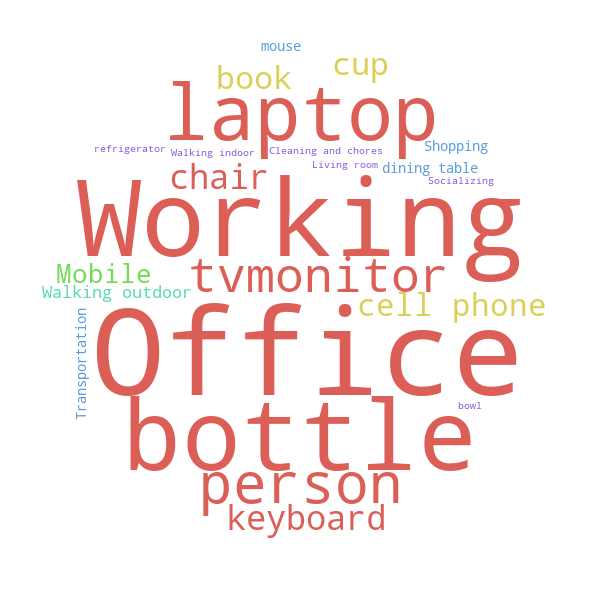 mouse
cup
book
laptop
Shopping
refrigerator
Walking indoor
Cleaning and chores
Living room
dining table
chair
Socializing
Working
Mobile
tvmonitor
Walking outdoor
cell phone
Transportation
Office
bowl
bottle
person
keyboard